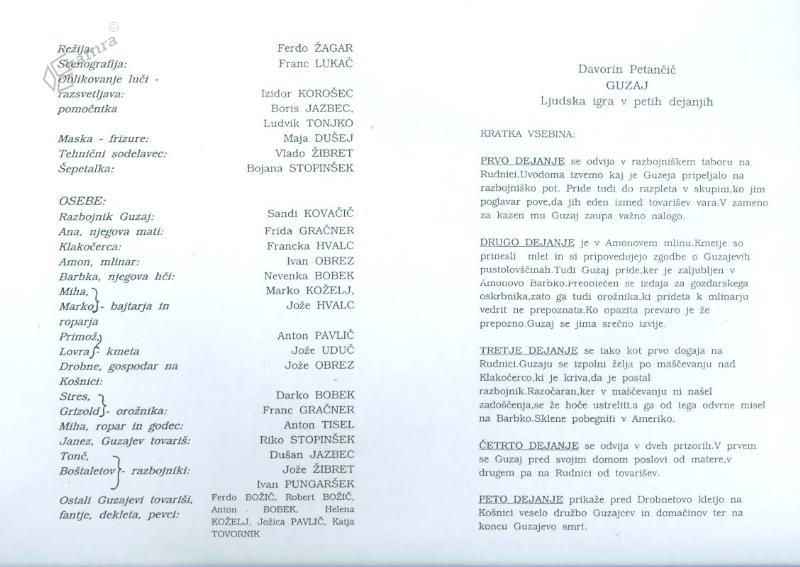 Kamra
Režija: Ferdo ŽAGAR
Scenografija: Franc LUKAČ
Oblikovanje luči -
razsvetljava: Izidor KOROŠEC
pomočnika Boris JAZBEC,
Ludvik TONJKO
Maska - frizure: Maja DUŠEJ
Tehnični sodelavec: Vlado ŽIBRET
Šepetalka: Bojana STOPINŠEK
OSEBE:
Razbojnik Guzaj: Sandi KOVAČIČ
Ana, njegova mati: Frida GRAČNER
Klakočerca: Francka HVALC
Amon, mlinar: Ivan OBREZ
Barbka, njegova hči: Nevenka BOBEK
Miha, Marko KOŽELJ,
Marko - bajtarja in Jože HVALC
roparja
Primož, Anton PAVLIČ
Lovra - kmeta Jože UDUČ
Drobne, gospodar na Jože OBREZ
Košnici:
Stres, Darko BOBEK
Grizold - orožnika: Franc GRAČNER
Miha, ropar in godec: Anton TISEL
Janez, Guzajev tovariš: Riko STOPINŠEK
Tonč, Dušan JAZBEC
Boštaletov - razbojniki: Jože ŽIBRET
Ivan PUNGARŠEK
Ostali Guzajevi tovariši, Ferdo BOŽIČ, Robert BOŽIČ,
fantje, dekleta, pevci: Anton BOBEK, Helena
KOŽELJ, Jožica PAVLIČ, Katja
TOVORNIK
Davorin Petančič
GUZAJ
Ljudska igra v petih dejanjih
KRATKA VSEBINA:
PRVO DEJANJE se odvija v razbojniškem taboru na
Rudnici.Uvodoma izvemo kaj je Guzeja pripeljalo na
razbojniško pot. Pride tudi do razpleta v skupini,ko jim
poglavar pove,da jih eden izmed tovarišev vara.V zameno
za kazen mu Guzaj zaupa važno nalogo.
DRUGO DEJANJE je v Amonovem mlinu.Kmetje so
prinesli mlet in si pripovedujejo zgodbe o Guzajevih
pustolovščinah.Tudi Guzaj pride,ker je zaljubljen v
Amonovo Barbko.Preoblečen se izdaja za gozdarskega
oskrbnika,zato ga tudi orožnika,ki prideta k mlinarju
vedrit ne prepoznata.Ko opazita prevaro je že
prepozno.Guzaj se jima srečno izvije.
TRETJE DEJANJE se tako kot prvo dogaja na
Rudnici.Guzaju se izpolni želja po maščevanju nad
Klakočerco,ki je kriva,da je postal
razbojnik.Razočaran,ker v maščevanju ni našel
zadoščenja,se že hoče ustreliti,a ga od tega odvrne misel
na Barbko.Sklene pobegniti v Ameriko.
ČETRTO DEJANJE se odvija v dveh prizorih.V prvem
se Guzaj pred svojim domom poslovi od matere,v
drugem pa na Rudnici od tovarišev.
PETO DEJANJE prikaže pred Drobnetovo kletjo na
Košnici veselo družbo Guzajcev in domačinov ter na
koncu Guzajevo smrt.